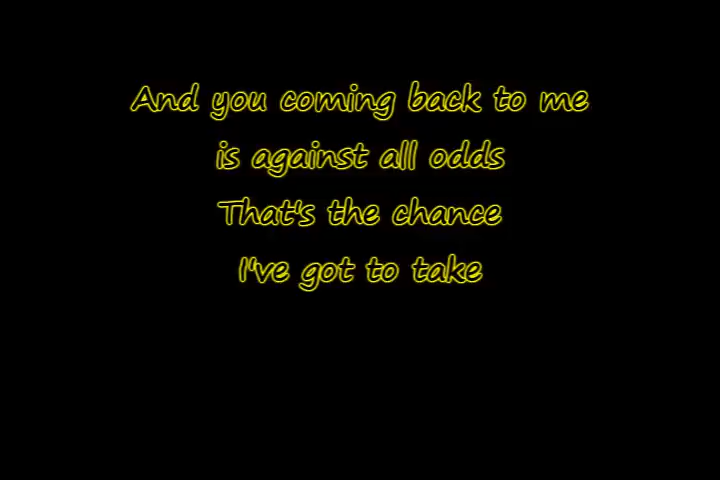 And you coming back to me
is against all odds
That's the chance
I've got to take